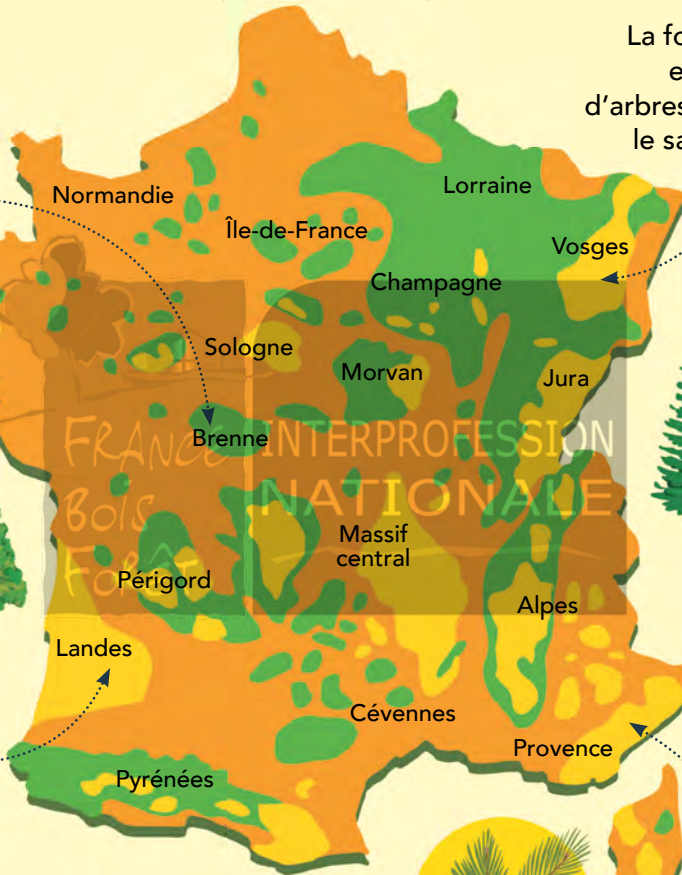 La fo
e
d'arbres
le sa
Normandie
Lorraine
Île-de-France
Vosges
Champagne
Sologne
Morvan
Jura
Brenne
FRANCE
BOIS
FORÊT
INTERPROFESSION
NATIONALE
Massif
central
Périgord
Alpes
Landes
Cévennes
Provence
Pyrénées